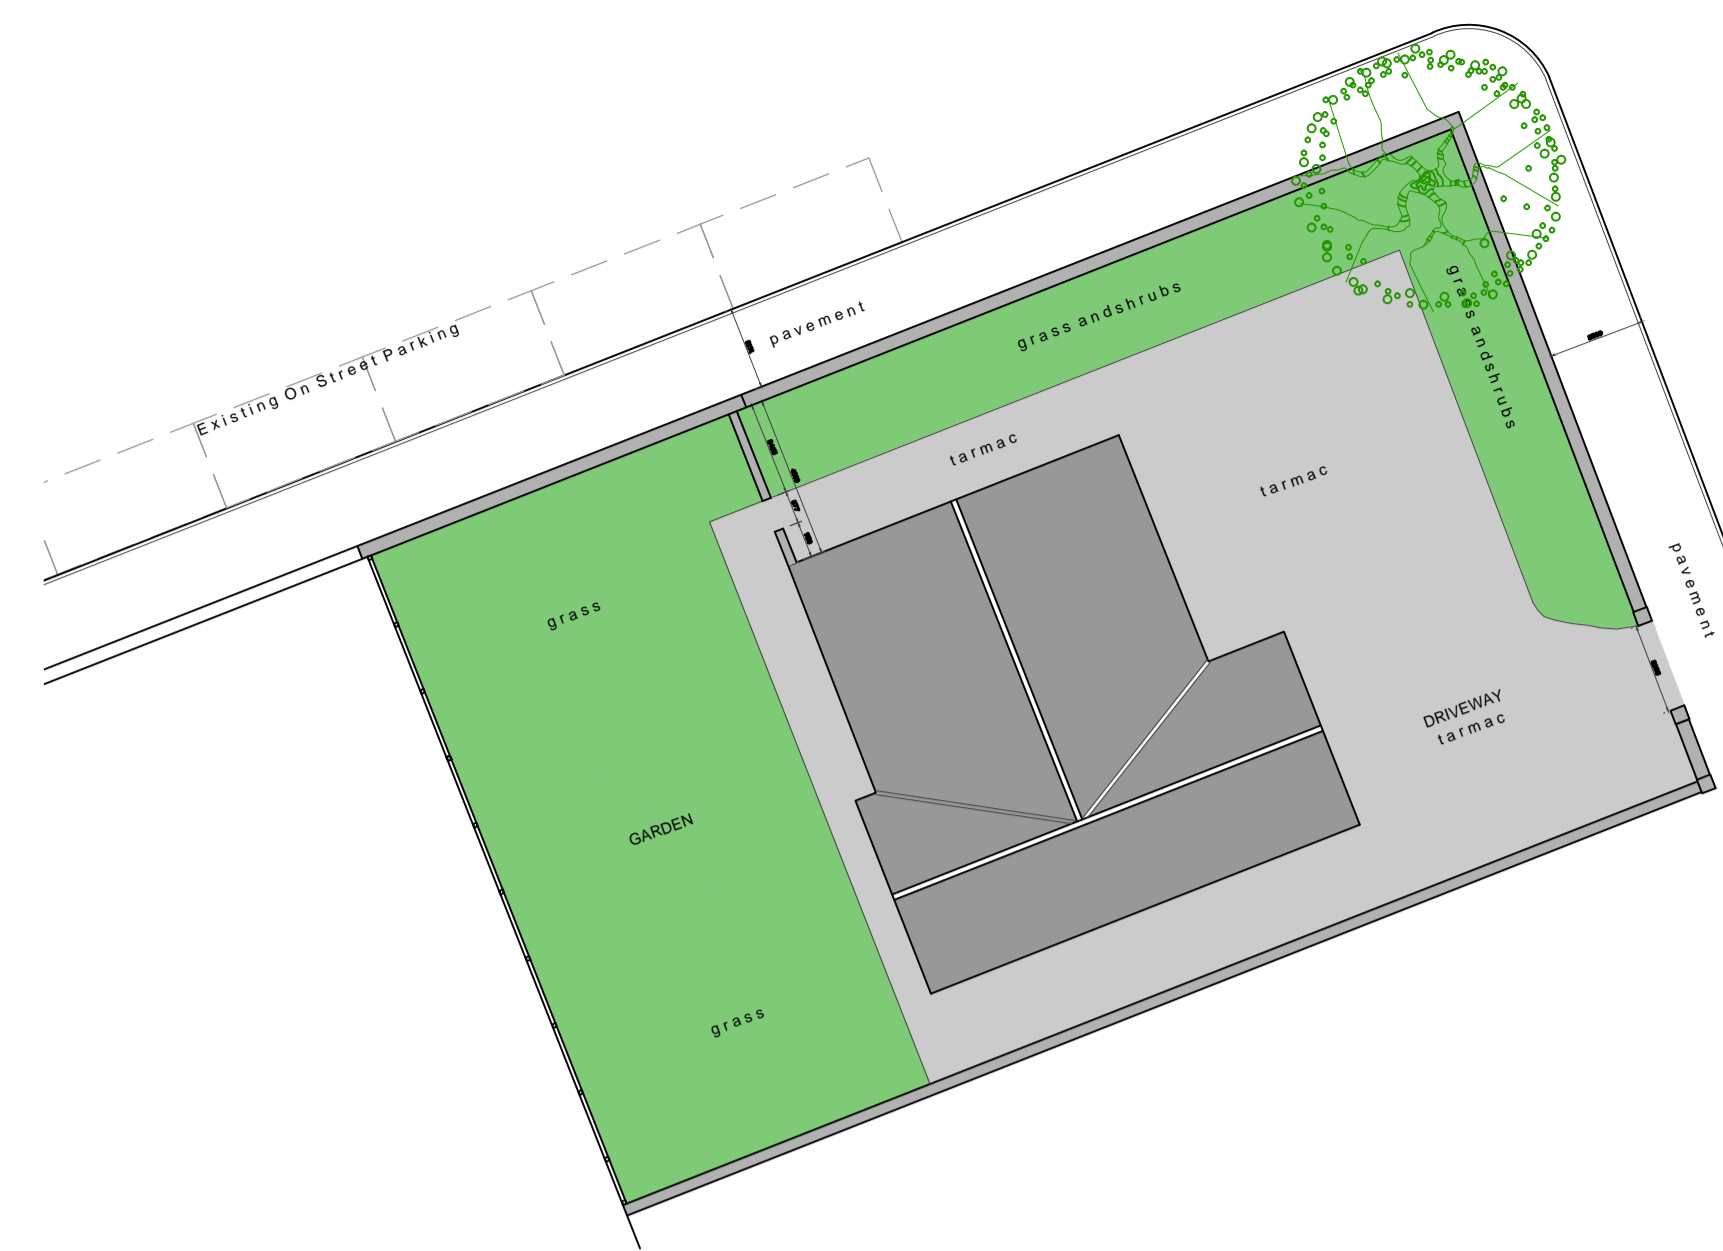 Existing On Street Parking
pavement
grass andshrubs
grass andshrubs
tarmac
tarmac
grass
pavement
DRIVEWAY
tarmac
GARDEN
grass